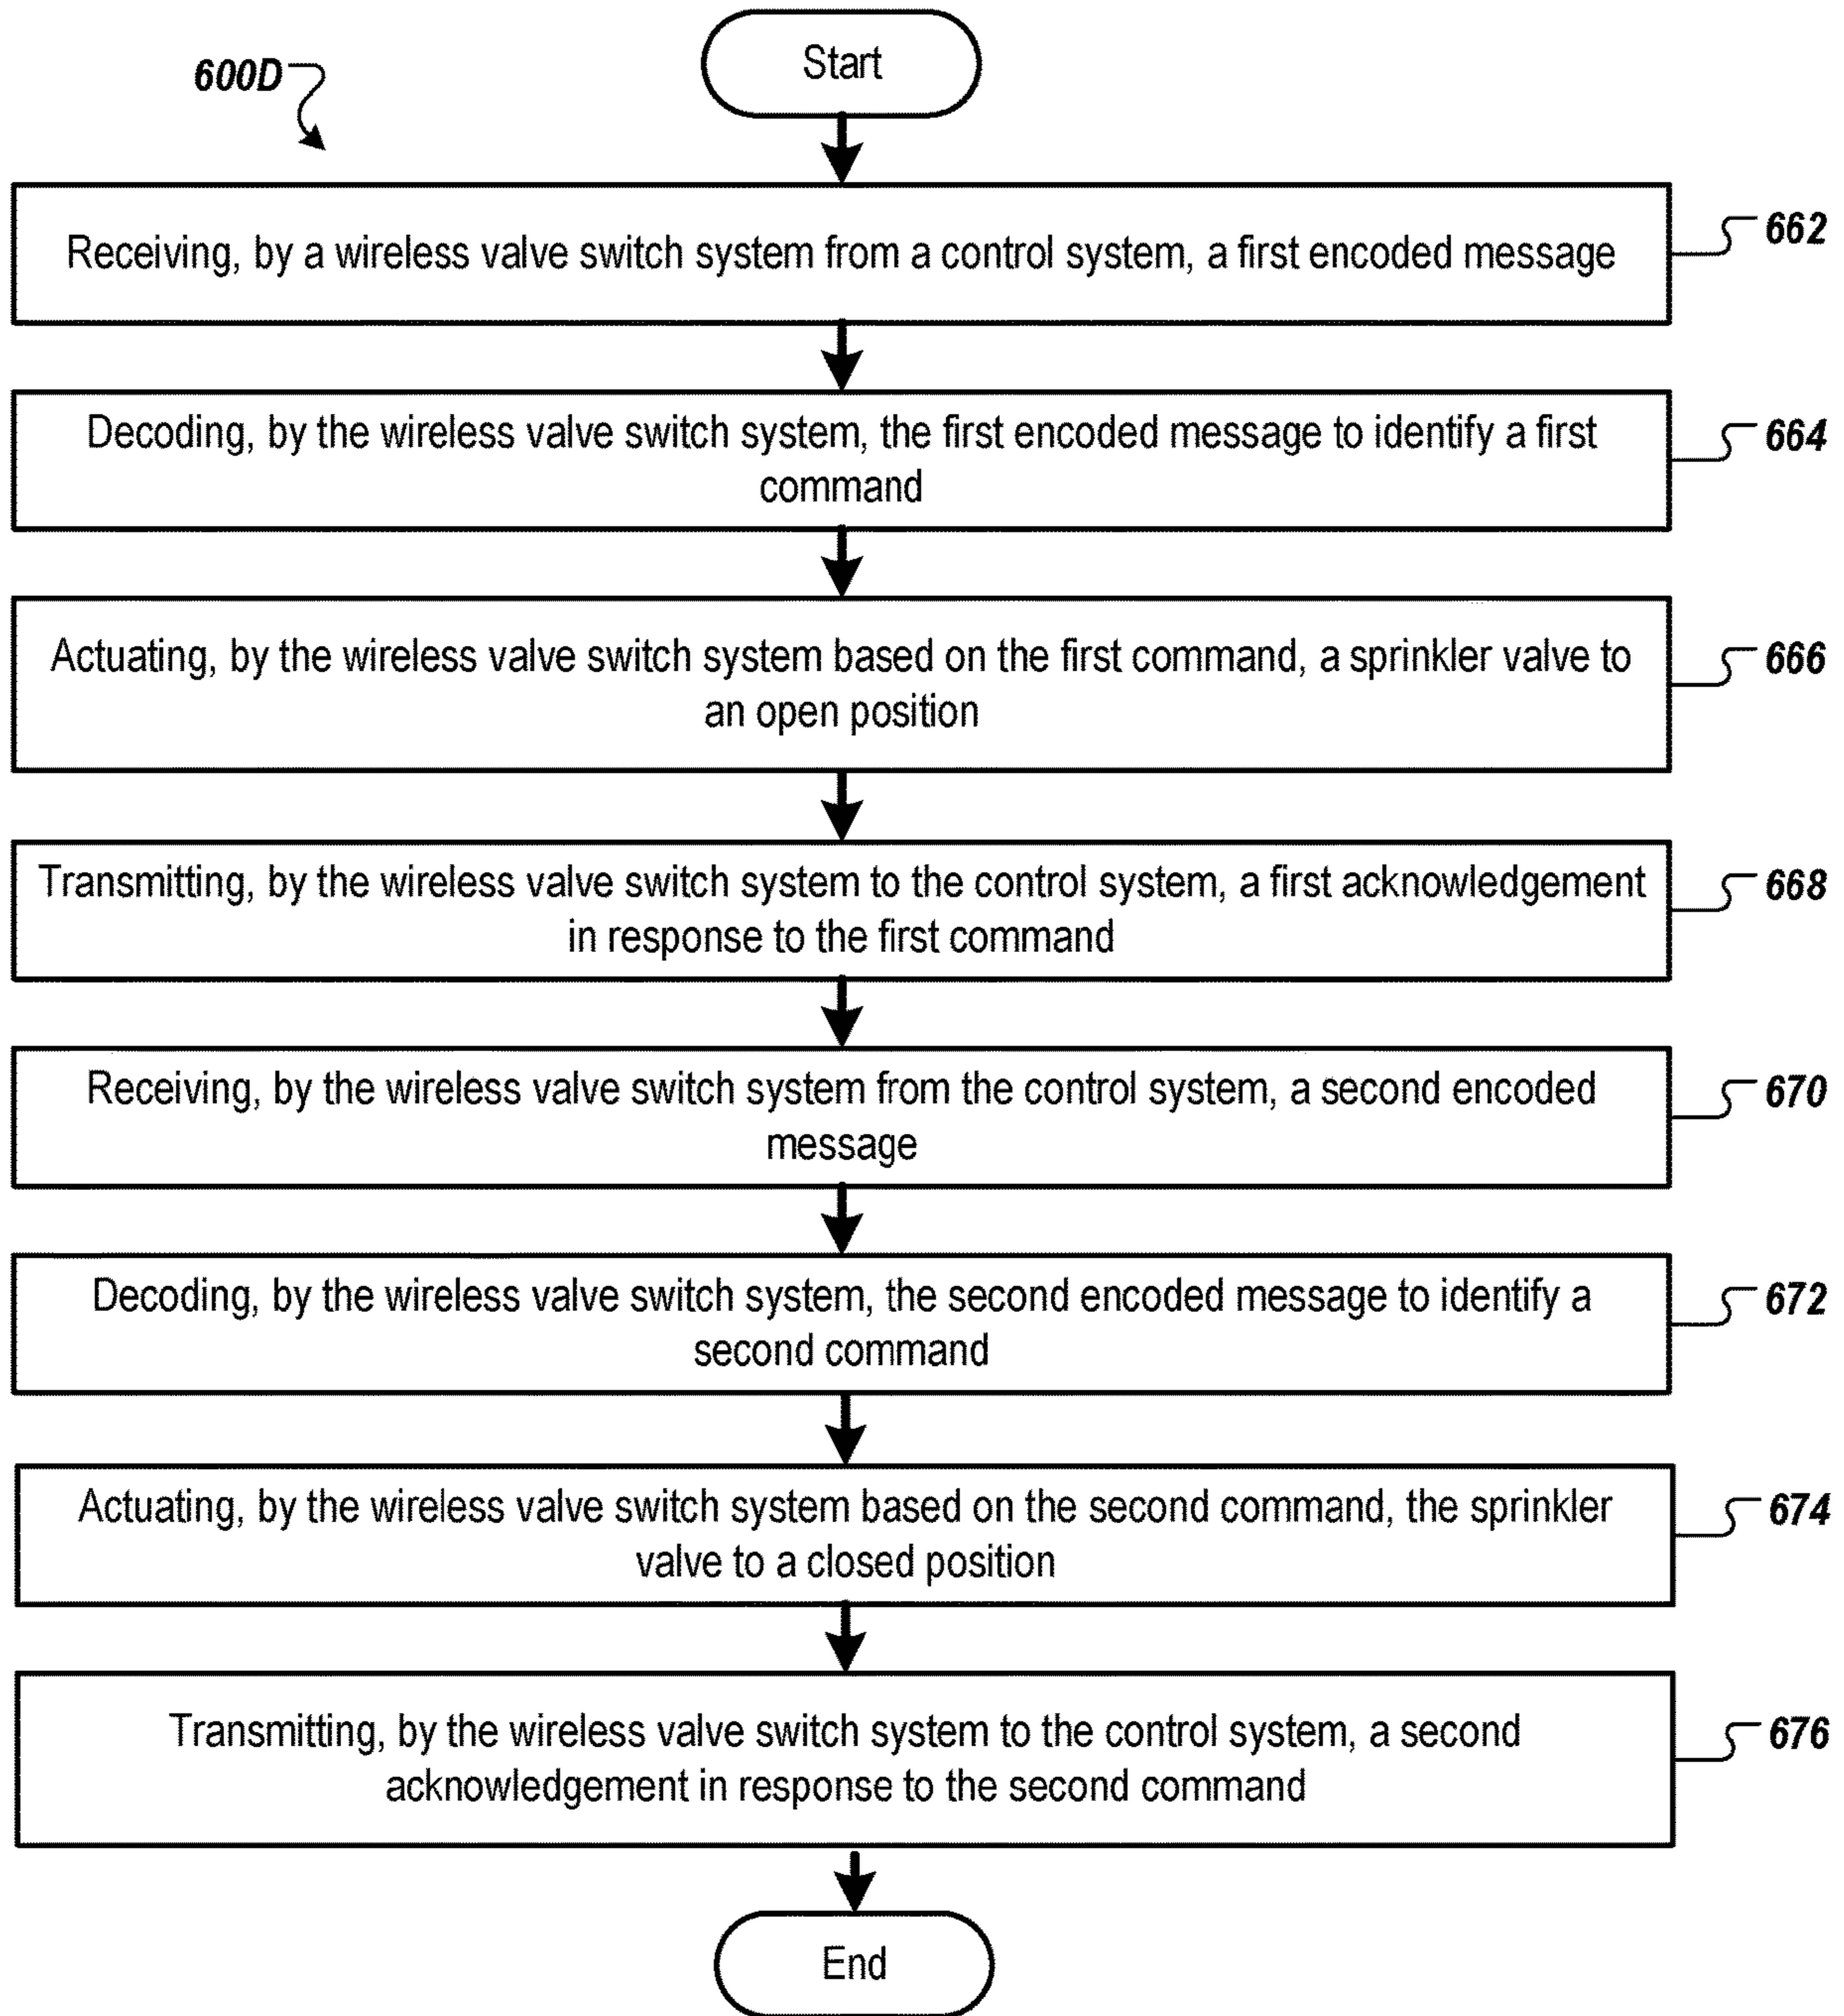 600D
Start
Receiving, by a wireless valve switch system from a control system, a first encoded message
662
Decoding, by the wireless valve switch system, the first encoded message to identify a first
command
664
Actuating, by the wireless valve switch system based on the first command, a sprinkler valve to
an open position
666
Transmitting, by the wireless valve switch system to the control system, a first acknowledgement
in response to the first command
668
Receiving, by the wireless valve switch system from the control system, a second encoded
message
670
Decoding, by the wireless valve switch system, the second encoded message to identify a
second command
672
Actuating, by the wireless valve switch system based on the second command, the sprinkler
valve to a closed position
674
Transmitting, by the wireless valve switch system to the control system, a second
acknowledgement in response to the second command
676
End